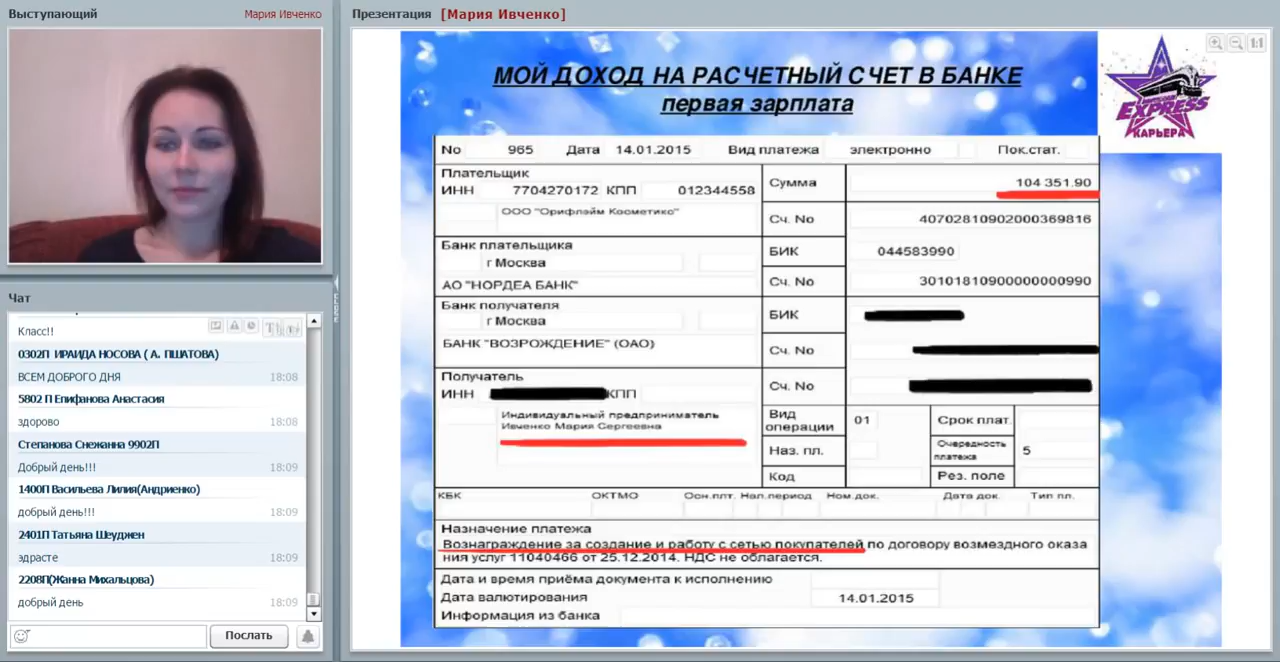 Выступающий
Мария Ивченко
Чат
Класс!!
0302П ИРАИДА НОСОВА ( А. ПШАТОВА)
ВСЕМ ДОБРОГО ДНЯ 18:08
5802 П Епифанова Анастасия
здорово 18:08
Степанова Снежанна 9902П
Добрый день!!! 18:09
1400П Васильева Лилия(Андриенко)
добрый день!!! 18:09
2401П Татьяна Шеуджен
здрасте 18:09
2208П(Жанна Михальцова)
добрый день 18:09
Послать
Презентация [Мария Ивченко]
1:1
МОЙ ДОХОД НА РАСЧЕТНЫЙ СЧЕТ В БАНКЕ
первая зарплата
EXPRESS
КАРЬЕРА
No 965 Дата 14.01.2015 Вид платежа электронно Пок.стат.
Плательщик
ИНН 7704270172 КПП 012344558
Сумма 104 351.90
ООО "Орифлэйм Косметикс"
Сч. No 40702810902000369816
Банк плательщика
г Москва
БИК 044583990
АО "НОРДЕА БАНК"
Сч. No 30101810900000000990
Банк получателя
г Москва
БИК
БАНК "ВОЗРОЖДЕНИЕ" (ОАО)
Сч. No
Получатель
ИНН КПП
Сч. No
Индивидуальный предприниматель
Ивченко Мария Сергеевна
Вид операции 01 Срок плат.
Наз. пл. Очередность платежа 5
Код Рез. поле
КБК ОКТМО Осн.плт. Нал.период Ном.док. Дата док. Тип пл.
Назначение платежа
Вознаграждение за создание и работу с сетью покупателей по договору возмездного оказа
ния услуг 11040466 от 25.12.2014. НДС не облагается.
Дата и время приёма документа к исполнению
Дата валютирования 14.01.2015
Информация из банка